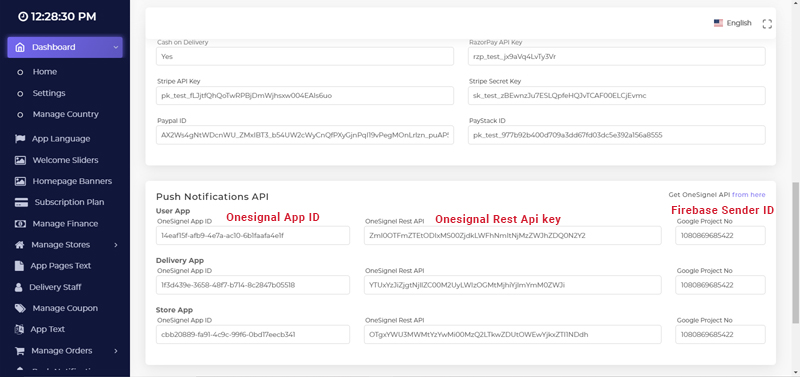 12:28:30 PM
English
Dashboard
Home
Settings
Manage Country
App Language
Welcome Sliders
Homepage Banners
Subscription Plan
Manage Finance
Manage Stores
App Pages Text
Delivery Staff
Manage Coupon
App Text
Manage Orders
Cash on Delivery
RazorPay API Key
Yes
rzp_test_jx9aVq4LvTy3Vr
Stripe API Key
Stripe Secret Key
Paypal ID
PayStack ID
pk_test_977b92b400d709a3dd67fd03dc5e392a156a8555
Push Notifications API
Get OneSignel API from here
User App
Onesignal App ID
Onesignal Rest Api key
Firebase Sender ID
OneSignel App ID
OneSignel Rest API
Google Project No
14eaf15f-afb9-4e7a-ac10-6b1faafa4e1f
1080869685422
Delivery App
OneSignel App ID
OneSignel Rest API
Google Project No
1f3d439e-3658-48f7-b714-8c2847b05518
1080869685422
Store App
OneSignel App ID
OneSignel Rest API
Google Project No
cbb20889-fa91-4c9c-99f6-0bd17eecb341
1080869685422